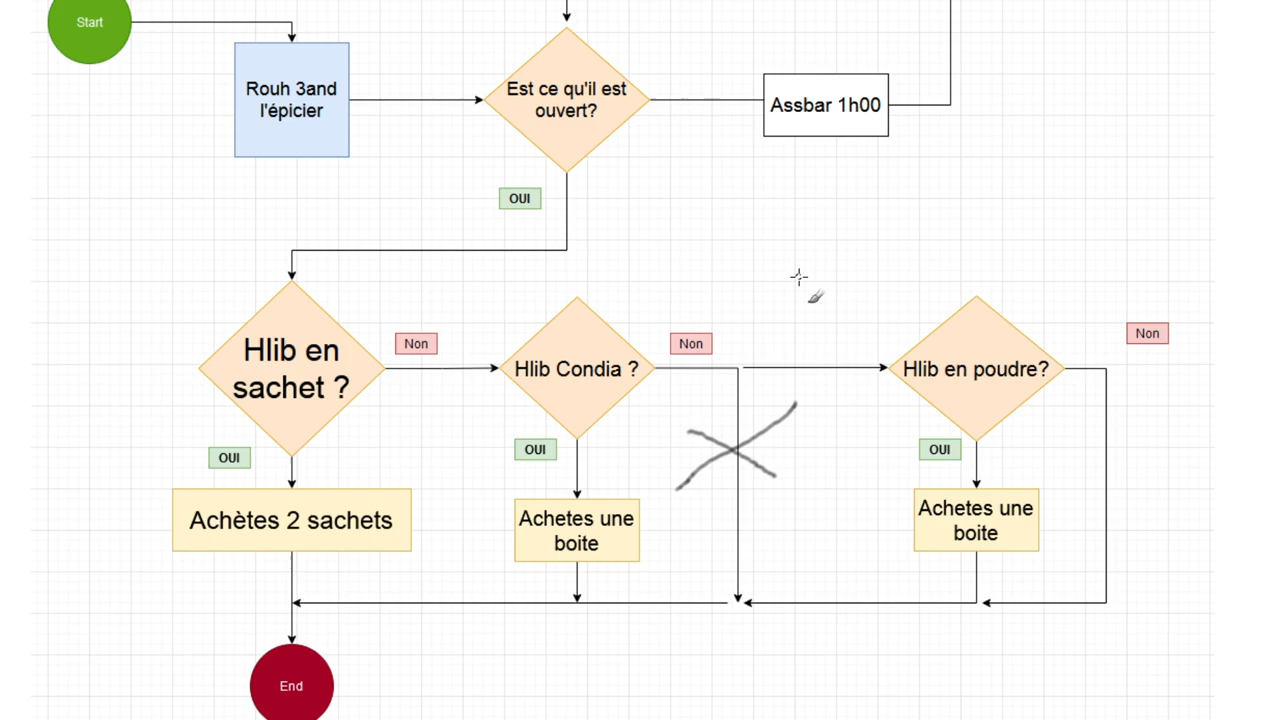 Start
Rouh 3and
l'épicier
Est ce qu'il est
ouvert?
Assbar 1h00
OUI
Hlib en
sachet ?
Non
Hlib Condia ?
Non
Hlib en poudre?
Non
OUI
OUI
OUI
Achètes 2 sachets
Achetes une
boite
Achetes une
boite
End